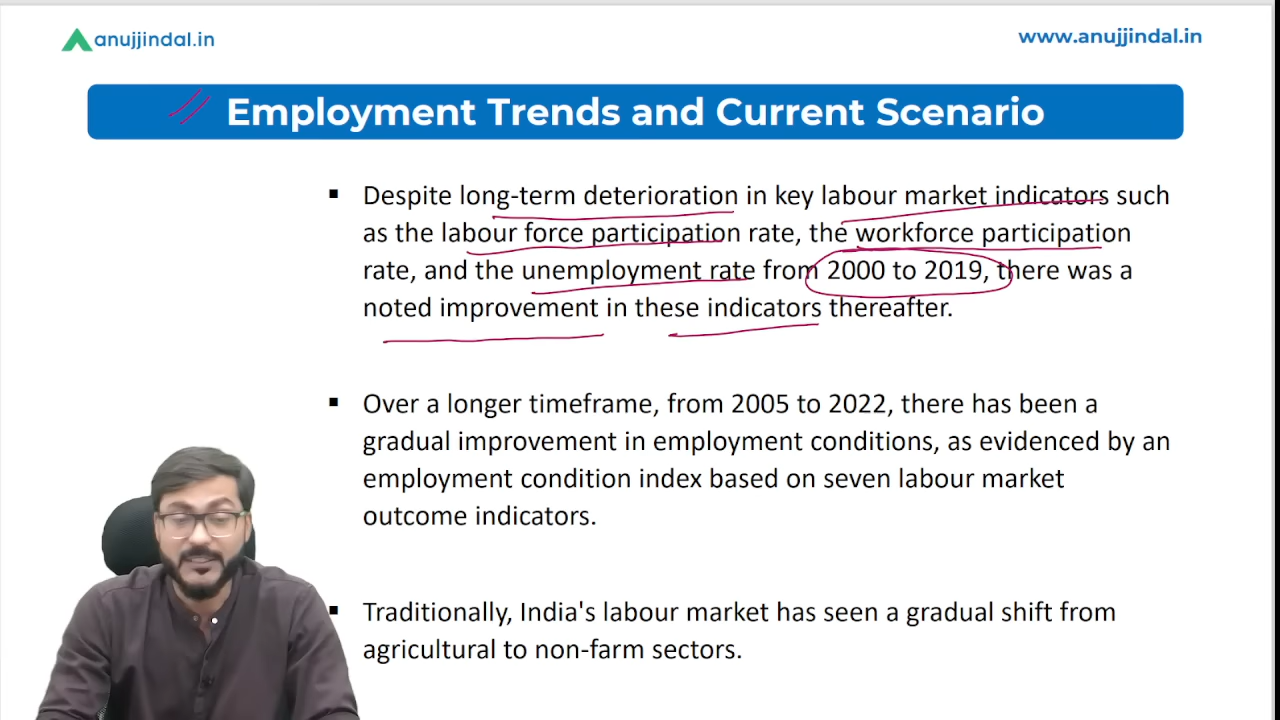 anujjindal.in
www.anujjindal.in
Employment Trends and Current Scenario
▪ Despite long-term deterioration in key labour market indicators such
as the labour force participation rate, the workforce participation
rate, and the unemployment rate from 2000 to 2019, there was a
noted improvement in these indicators thereafter.
▪ Over a longer timeframe, from 2005 to 2022, there has been a
gradual improvement in employment conditions, as evidenced by an
employment condition index based on seven labour market
outcome indicators.
▪ Traditionally, India's labour market has seen a gradual shift from
agricultural to non-farm sectors.